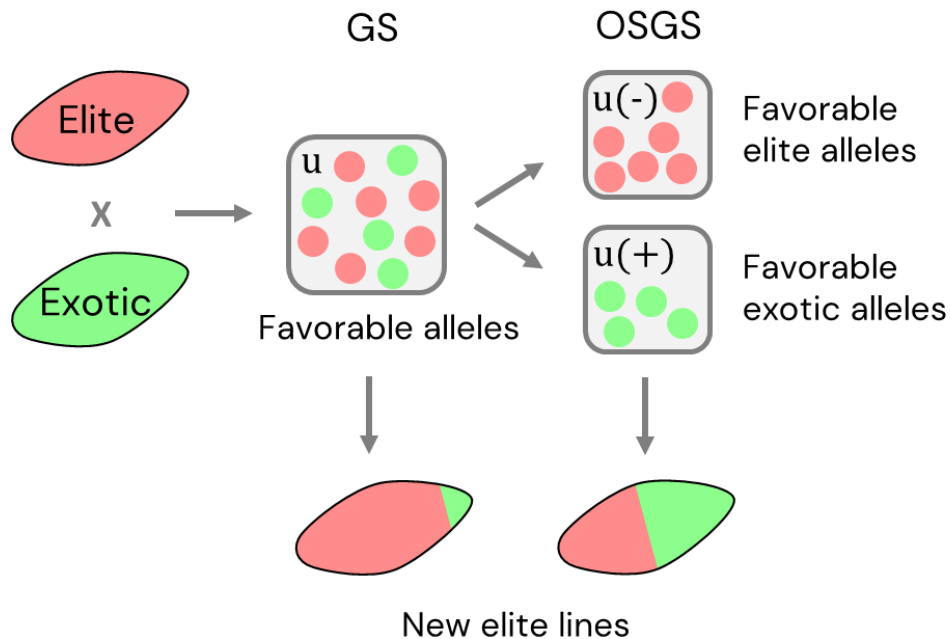 GS
OSGS
Elite
X
Exotic
u
Favorable alleles
u(-)
Favorable
elite alleles
u(+)
Favorable
exotic alleles
New elite lines